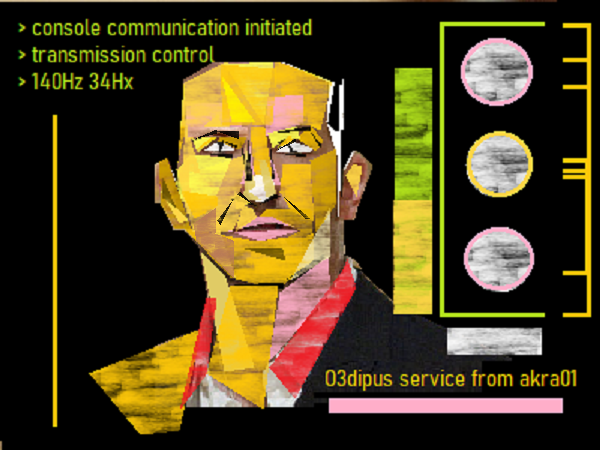 > console communication initiated
> transmission control
> 140Hz 34Hx
03dipus service from akra01